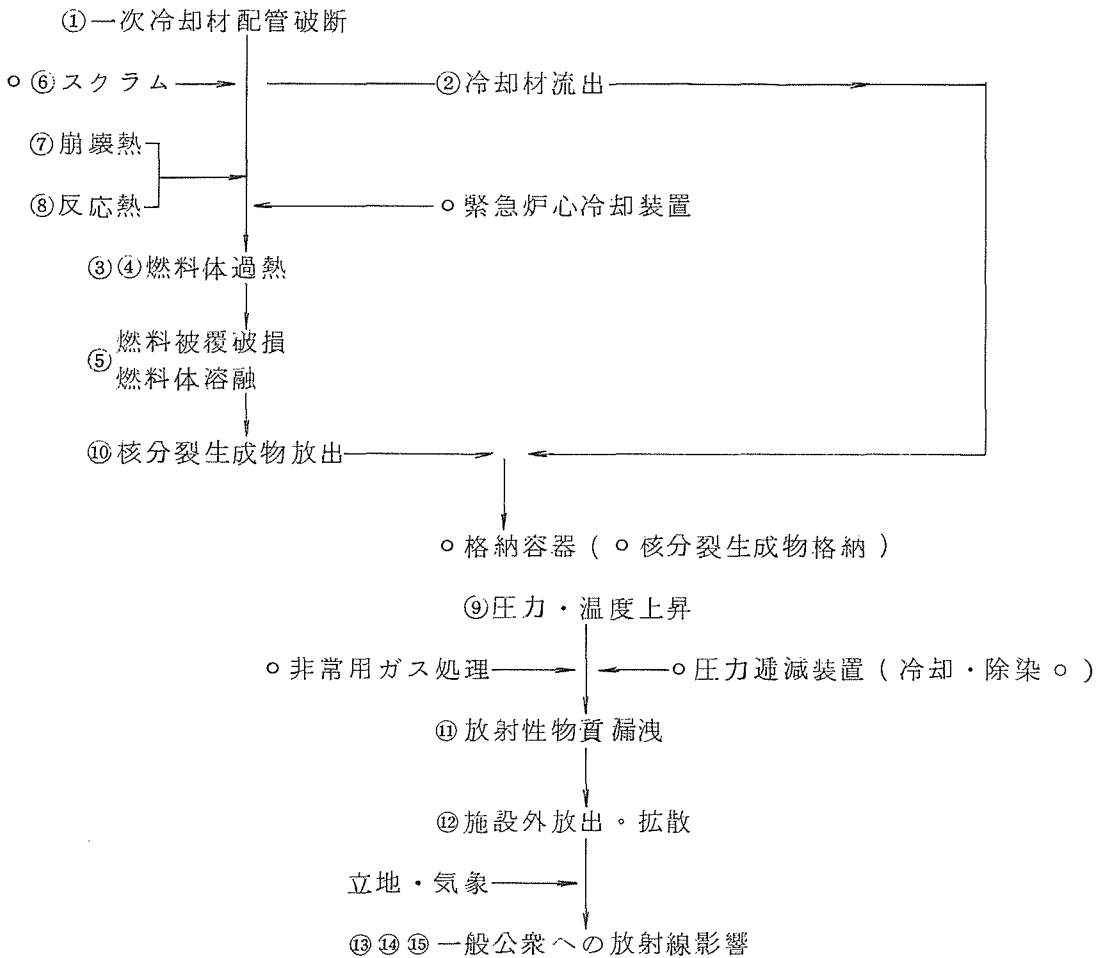 ①一次冷却材配管破断
○⑥スクラム
②冷却材流出
⑦崩壊熱
⑧反応熱
○緊急炉心冷却装置
③④燃料体過熱
⑤燃料被覆破損
燃料体溶融
⑩核分裂生成物放出
○格納容器(○核分裂生成物格納)
⑨圧力・温度上昇
○非常用ガス処理
○圧力逓減装置(冷却・除染○)
⑪放射性物質漏洩
⑫施設外放出。拡散
立地・気象
⑬⑭⑮一般公衆への放射線影響